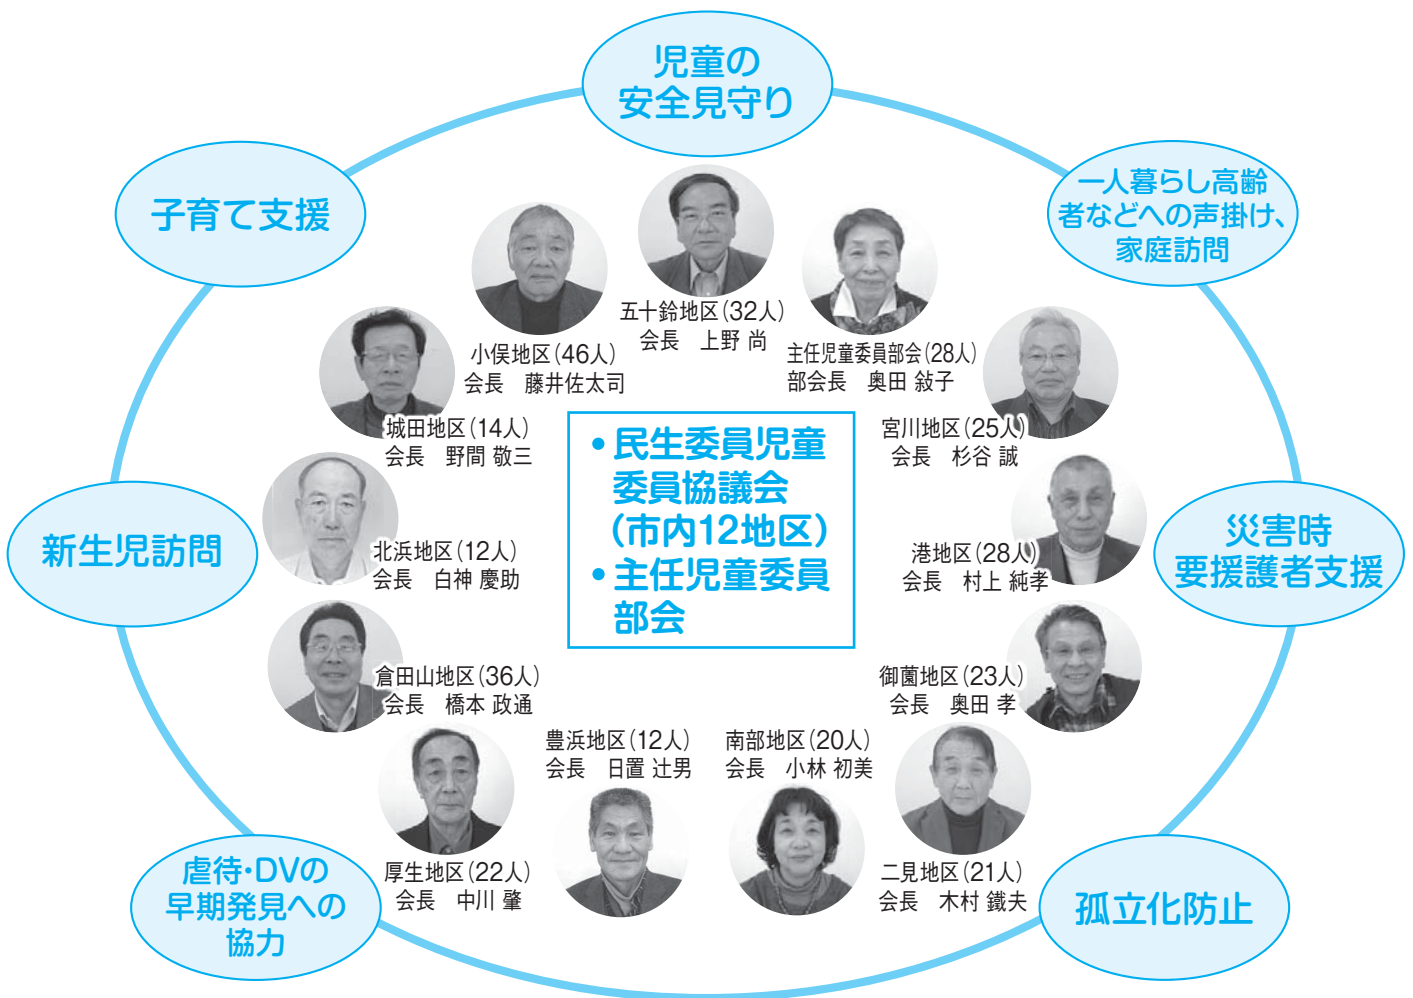 児童の
安全見守り
子育て支援
一人暮らし高齢
者などへの声掛け、
家庭訪問
五十鈴地区(32人)
会長　上野 尚
小俣地区(46人)
会長　藤井佐太司
主任児童委員部会(28人)
部会長　奥田 敍子
城田地区(14人)
会長　野間 敬三
宮川地区(25人)
会長　杉谷 誠
• 民生委員児童
委員協議会
(市内12地区)
• 主任児童委員
部会
新生児訪問
北浜地区(12人)
会長　白神 慶助
港地区(28人)
会長　村上 純孝
災害時
要援護者支援
倉田山地区(36人)
会長　橋本 政通
御薗地区(23人)
会長　奥田 孝
豊浜地区(12人)
会長　日置 辻男
南部地区(20人)
会長　小林 初美
厚生地区(22人)
会長　中川 肇
二見地区(21人)
会長　木村 鐵夫
虐待・DVの
早期発見への
協力
孤立化防止